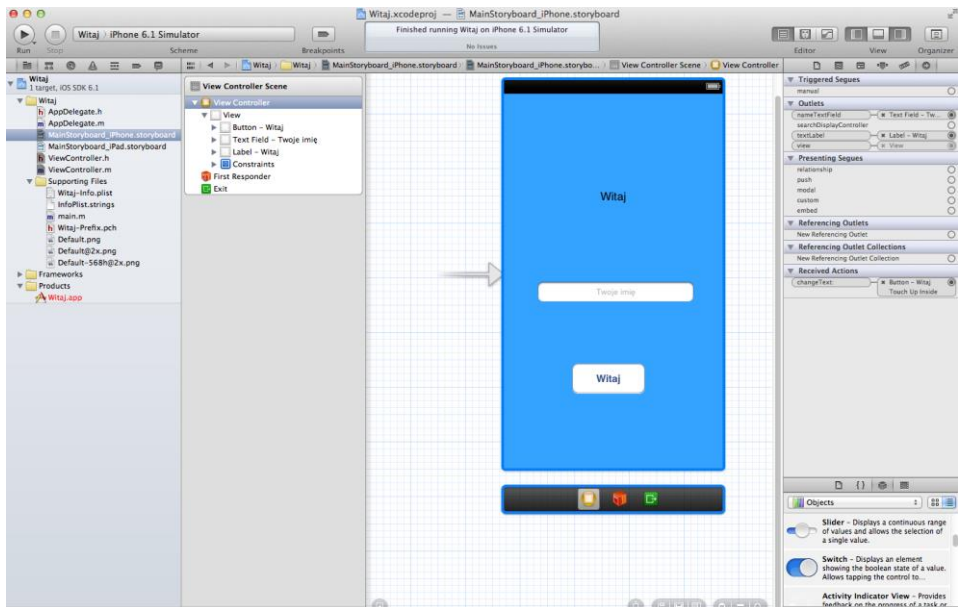 Witaj.xcodeproj — MainStoryboard_iPhone.storyboard
Witaj iPhone 6.1 Simulator
Finished running Witaj on iPhone 6.1 Simulator
No Issues
Run Stop Scheme Breakpoints Editor View Organizer
Witaj Witaj MainStoryboard_iPhone.storyboard MainStoryboard_iPhone.storybo... View Controller Scene View Controller
Witaj
1 target, iOS SDK 6.1
Witaj
AppDelegate.h
AppDelegate.m
MainStoryboard_iPhone.storyboard
MainStoryboard_iPad.storyboard
ViewController.h
ViewController.m
Supporting Files
Witaj-Info.plist
InfoPlist.strings
main.m
Witaj-Prefix.pch
Default.png
Default@2x.png
Default-568h@2x.png
Frameworks
Products
Witaj.app
View Controller Scene
View Controller
View
Button – Witaj
Text Field – Twoje imię
Label – Witaj
Constraints
First Responder
Exit
Witaj
Twoje imię
Witaj
Triggered Segues
manual
Outlets
nameTextField Text Field – Tw...
searchDisplayController
textLabel Label – Witaj
view View
Presenting Segues
relationship
push
modal
custom
embed
Referencing Outlets
New Referencing Outlet
Referencing Outlet Collections
New Referencing Outlet Collection
Received Actions
changeText: Button – Witaj
Touch Up Inside
Objects
Slider – Displays a continuous range
of values and allows the selection of
a single value.
Switch – Displays an element
showing the boolean state of a value.
Allows tapping the control to...
Activity Indicator View – Provides
feedback on the progress of a task or